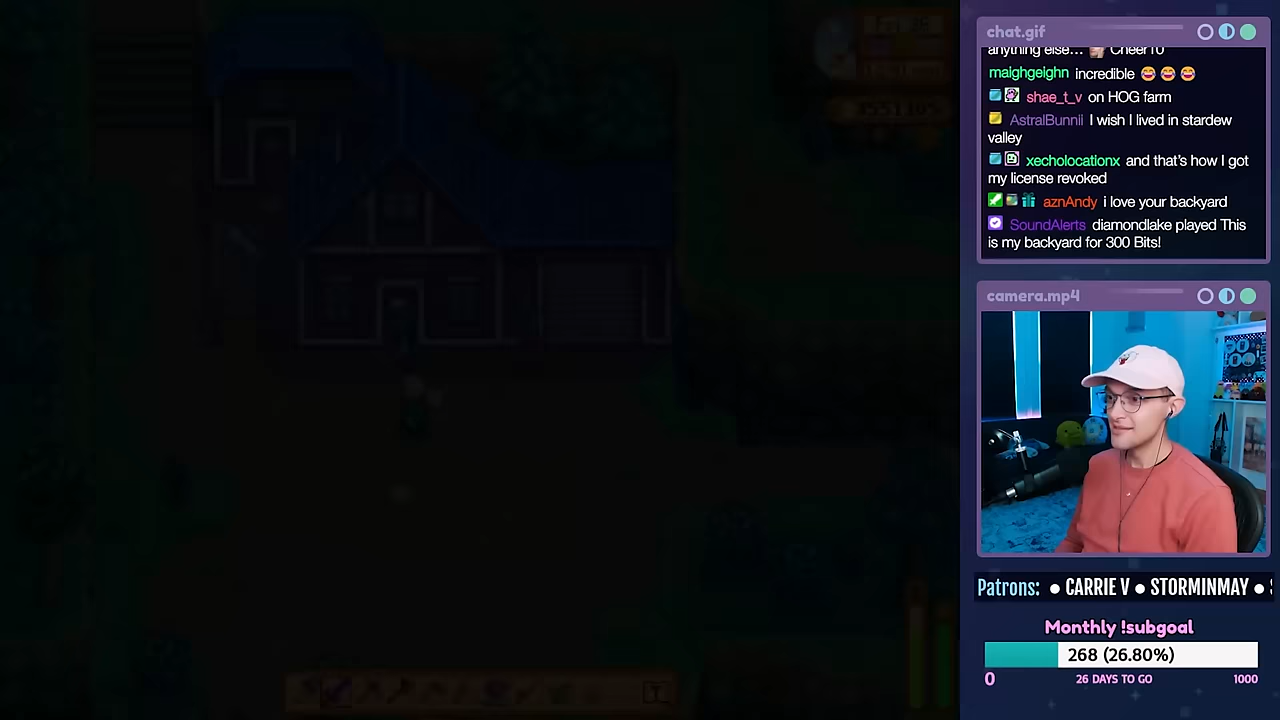 chat.gif
anything else... Cheer10
maighgeighn incredible 😂 😂 😂
shae_t_v on HOG farm
AstralBunnii I wish I lived in stardew
valley
xecholocationx and that's how I got
my license revoked
aznAndy i love your backyard
SoundAlerts diamondlake played This
is my backyard for 300 Bits!
camera.mp4
Patrons: ● CARRIE V ● STORMINMAY ●
Monthly !subgoal
268 (26.80%)
0 26 DAYS TO GO 1000